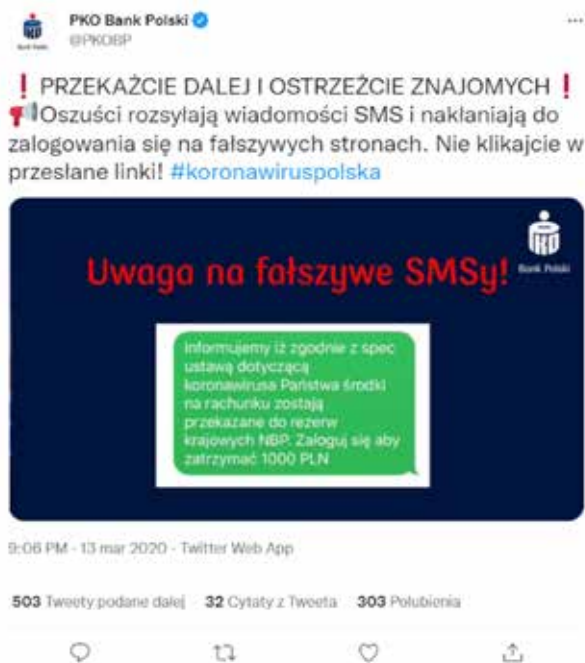 PKO Bank Polski
@PKOBP
❗ PRZEKAŻCIE DALEJ I OSTRZEŻCIE ZNAJOMYCH ❗
📢Oszuści rozsyłają wiadomości SMS i nakłaniają do
zalogowania się na fałszywych stronach. Nie klikajcie w
przesłane linki! #koronawiruspolska
Bank Polski
Uwaga na fałszywe SMSy!
Informujemy iż zgodnie z spec
ustawą dotyczącą
koronawirusa Państwa środki
na rachunku zostają
przekazane do rezerw
krajowych NBP. Zaloguj się aby
zatrzymać 1000 PLN
9:06 PM · 13 mar 2020 · Twitter Web App
503 Tweety podane dalej 32 Cytaty z Tweeta 303 Polubienia